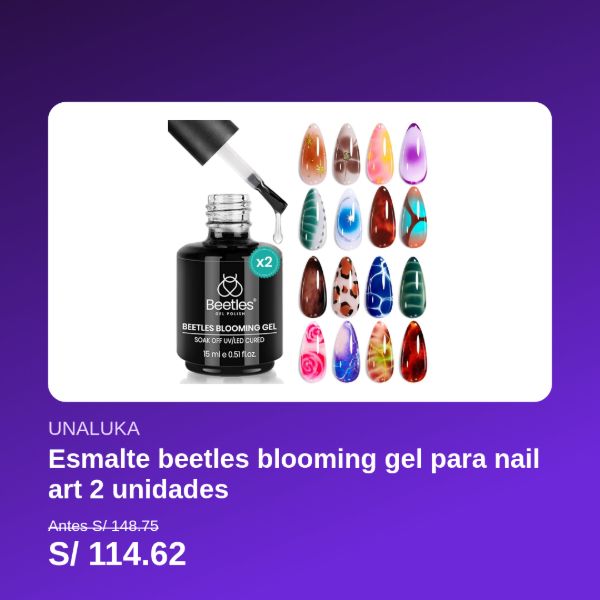 x2
Beetles®
GEL POLISH
BEETLES BLOOMING GEL
SOAK OFF UV/LED CURED
15 ml e 0.51 fl.oz.
UNALUKA
Esmalte beetles blooming gel para nail
art 2 unidades
Antes S/ 148.75
S/ 114.62